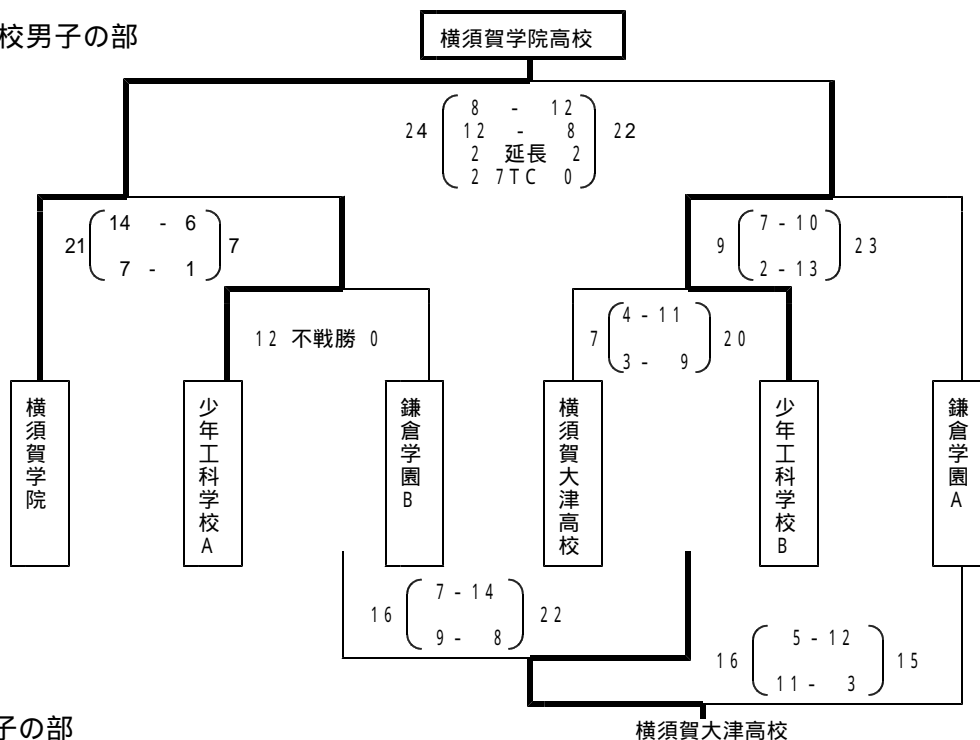 校男子の部
横須賀学院高校
8 - 12
24 12 - 8 22
2 延長 2
2 7TC 0
14 - 6
21 7
7 - 1
7 - 10
9 23
2 - 13
12 不戦勝 0
4 - 11
7 20
3 - 9
横須賀学院
少年工科学校A
鎌倉学園B
横須賀大津高校
少年工科学校B
鎌倉学園A
7 - 14
16 22
9 - 8
5 - 12
16 15
11 - 3
子の部
横須賀大津高校